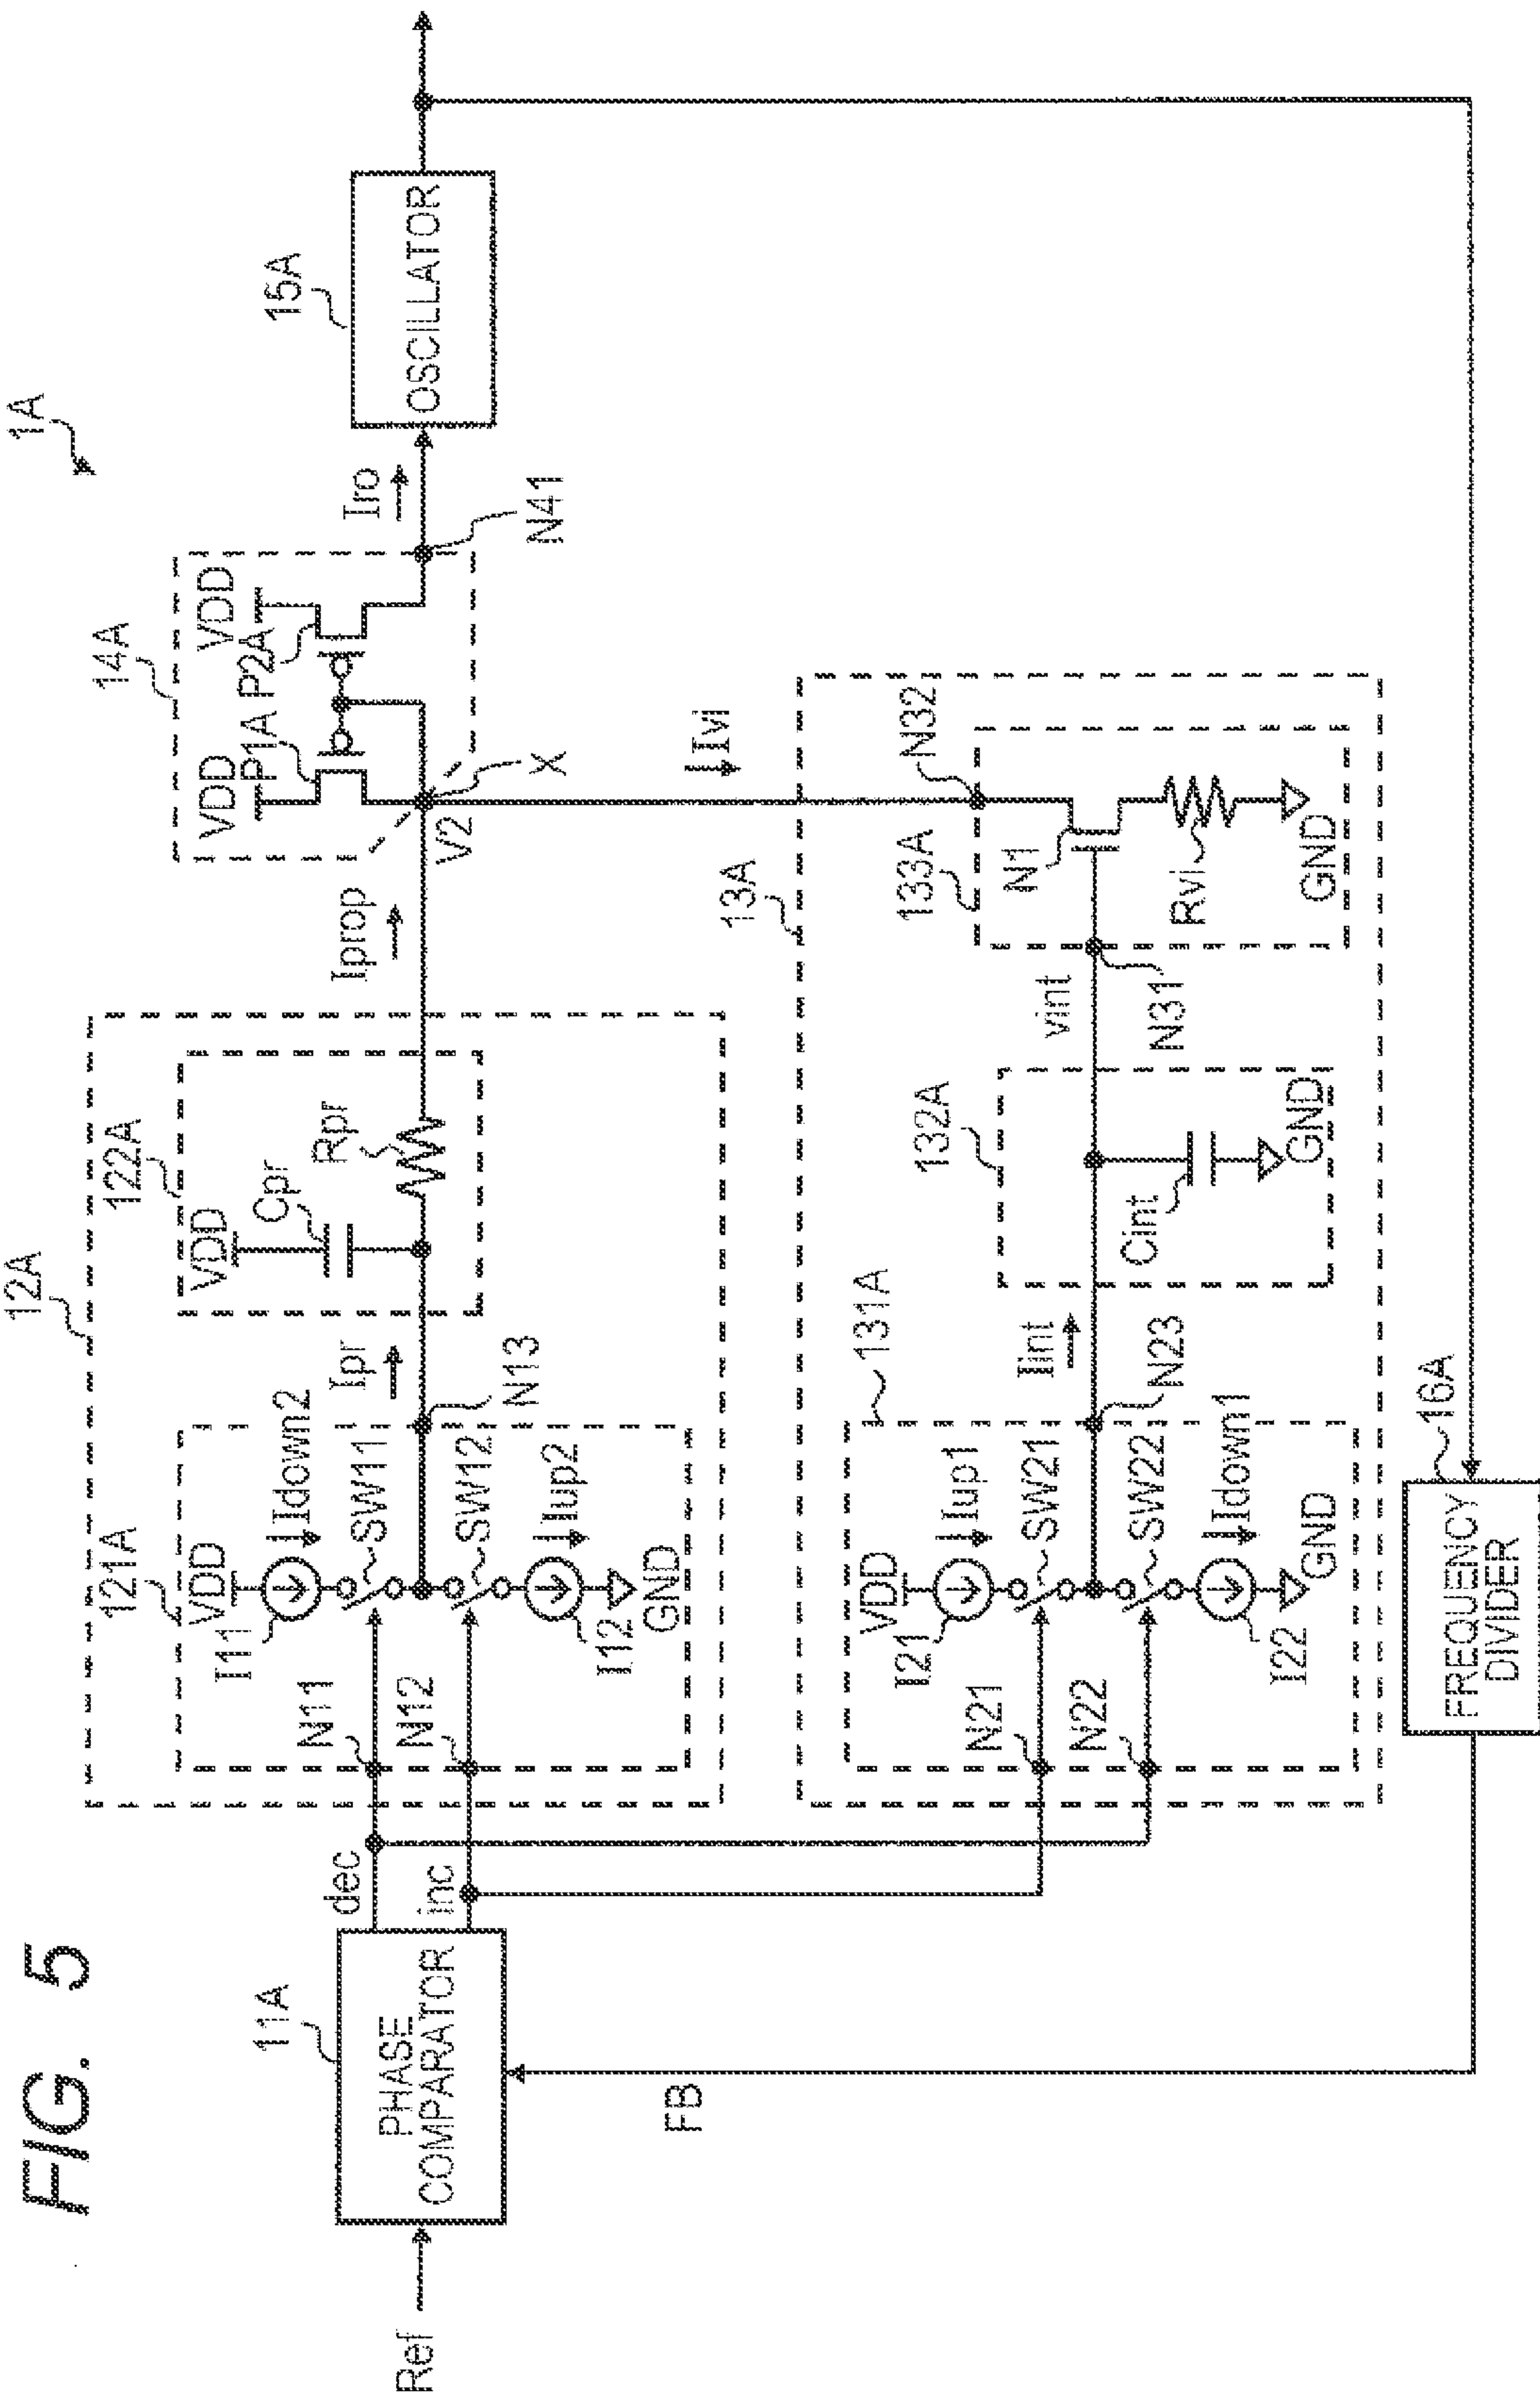 FIG. 5
1A
Ref
11A
PHASE
COMPARATOR
FB
dec
inc
12A
121A
VDD
I11
Idown2
SW11
N11
N12
SW12
Iup2
I12
GND
N13
Ipr
122A
VDD
Cpr
Rpr
Iprop
14A
VDD
P1A
P2A
VDD
V2
X
N41
Iro
15A
OSCILLATOR
Ivi
13A
131A
VDD
I21
Iup1
SW21
N21
N22
SW22
Idown1
I22
GND
N23
Iint
132A
Cint
GND
vint
N31
133A
N32
N1
Rvi
GND
16A
FREQUENCY
DIVIDER